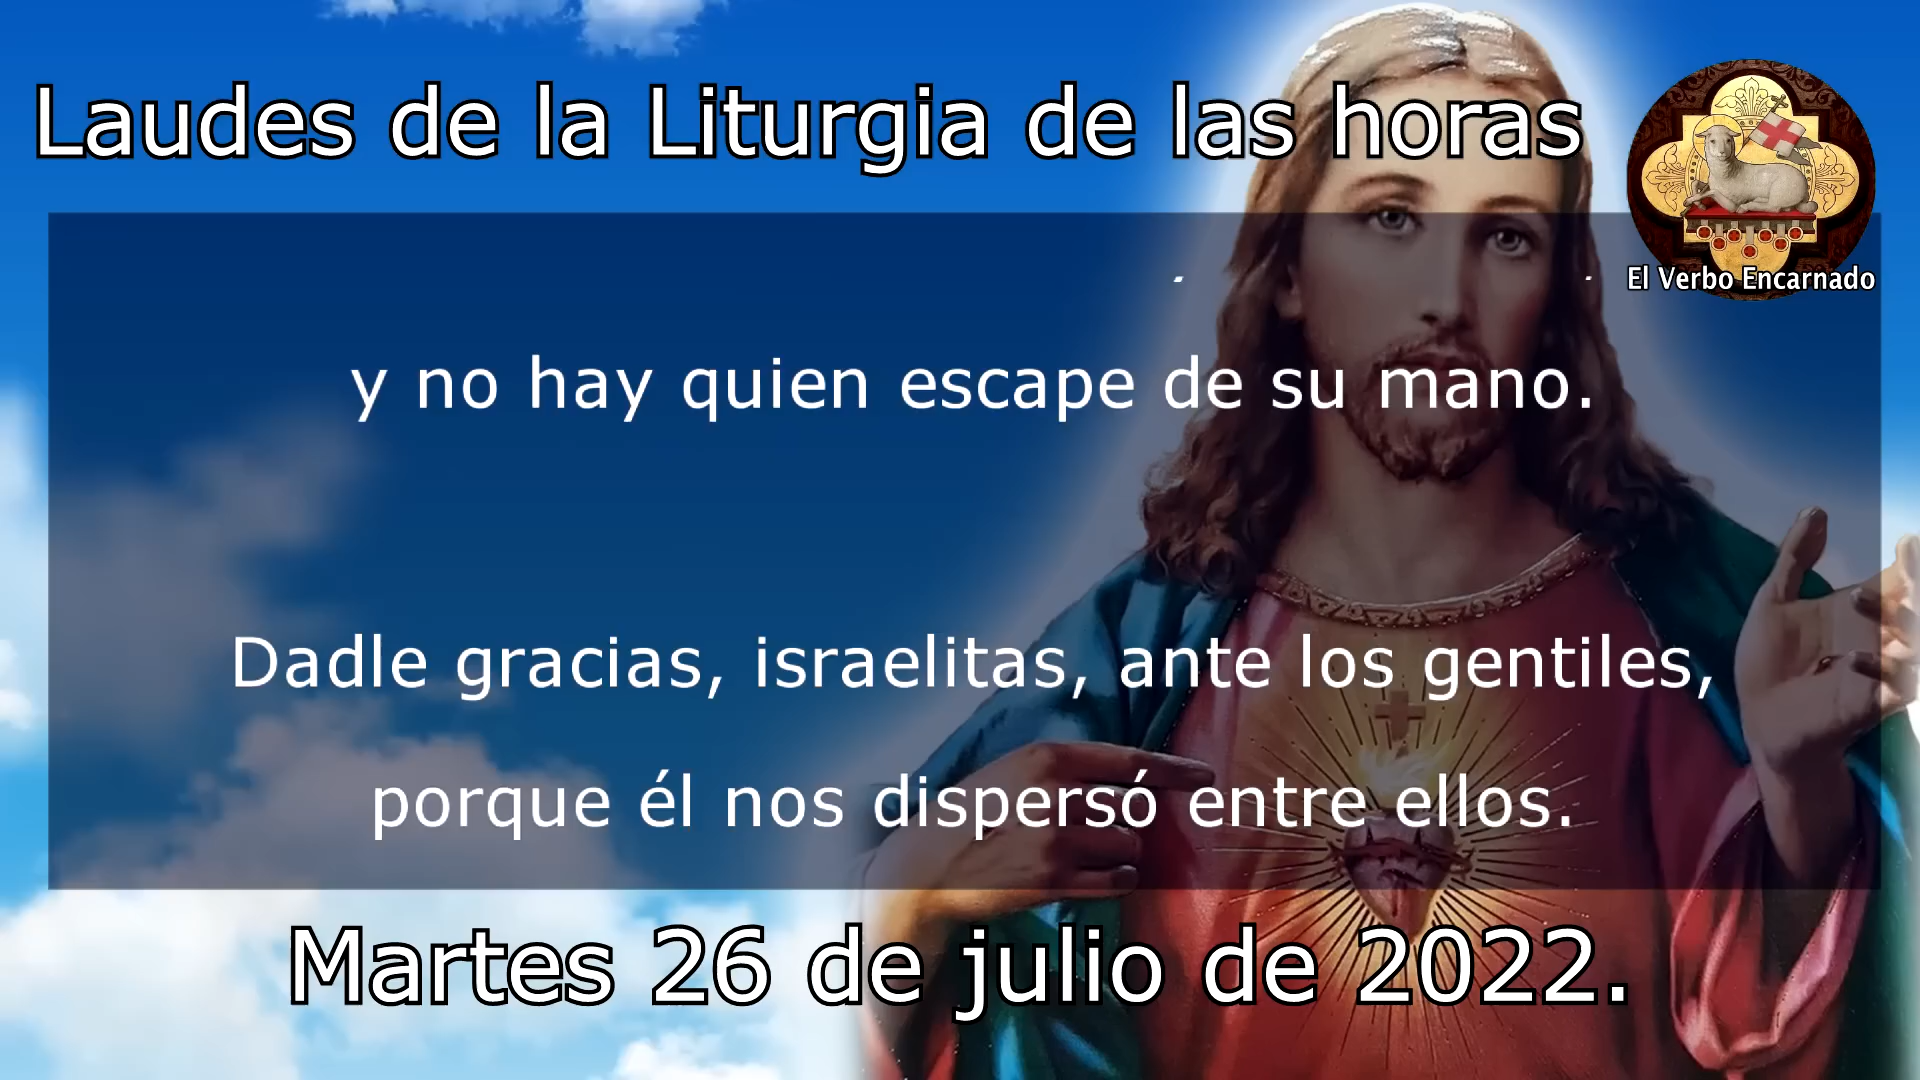 Laudes de la Liturgia de las horas
El Verbo Encarnado
y no hay quien escape de su mano.
Dadle gracias, israelitas, ante los gentiles,
porque él nos dispersó entre ellos.
Martes 26 de julio de 2022.